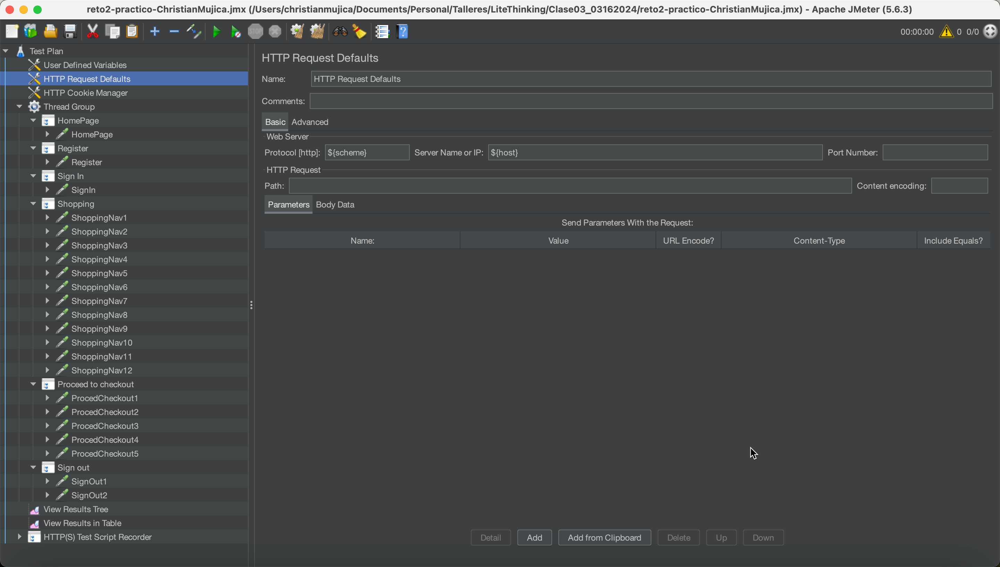 reto2-practico-ChristianMujica.jmx (/Users/christianmujica/Documents/Personal/Talleres/LiteThinking/Clase03_03162024/reto2-practico-ChristianMujica.jmx) - Apache JMeter (5.6.3)
STOP
00:00:00 0 0/0
Test Plan
User Defined Variables
HTTP Request Defaults
HTTP Cookie Manager
Thread Group
HomePage
HomePage
Register
Register
Sign In
SignIn
Shopping
ShoppingNav1
ShoppingNav2
ShoppingNav3
ShoppingNav4
ShoppingNav5
ShoppingNav6
ShoppingNav7
ShoppingNav8
ShoppingNav9
ShoppingNav10
ShoppingNav11
ShoppingNav12
Proceed to checkout
ProcedCheckout1
ProcedCheckout2
ProcedCheckout3
ProcedCheckout4
ProcedCheckout5
Sign out
SignOut1
SignOut2
View Results Tree
View Results in Table
HTTP(S) Test Script Recorder
HTTP Request Defaults
Name: HTTP Request Defaults
Comments:
Basic Advanced
Web Server
Protocol [http]: ${scheme} Server Name or IP: ${host} Port Number:
HTTP Request
Path: Content encoding:
Parameters Body Data
Send Parameters With the Request:
Name: Value URL Encode? Content-Type Include Equals?
Detail Add Add from Clipboard Delete Up Down